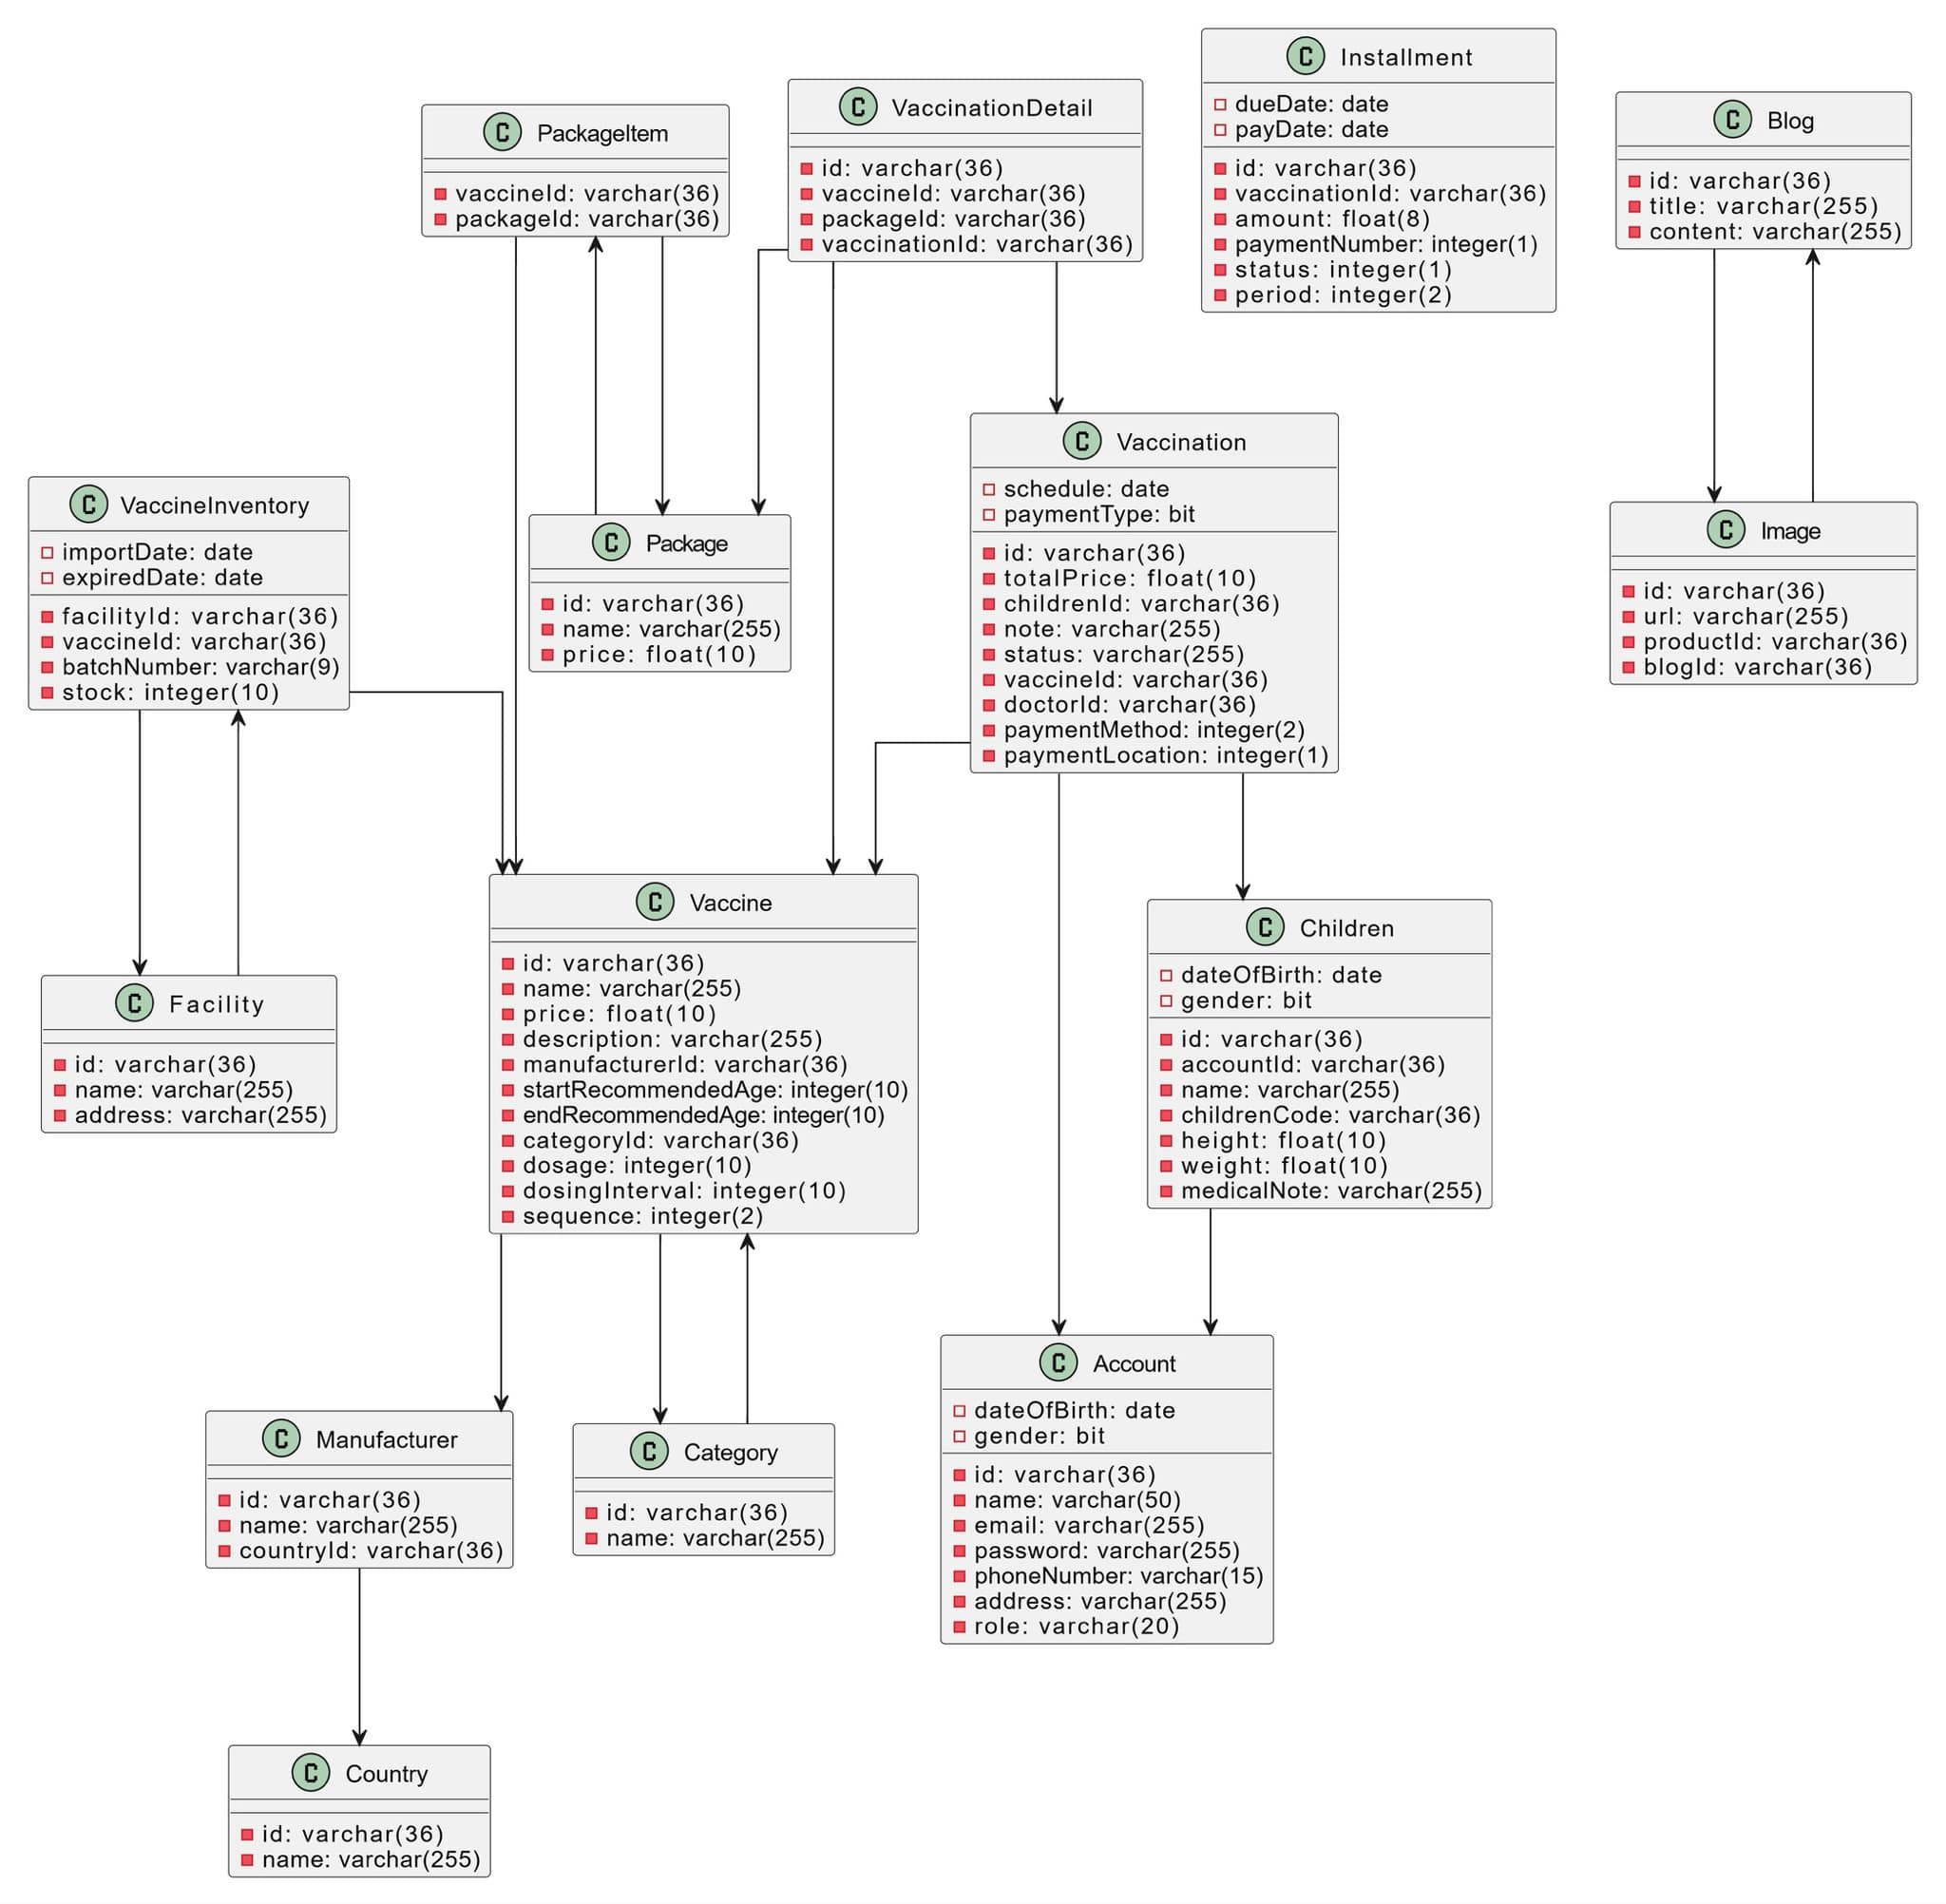 C Installment
dueDate: date
payDate: date
id: varchar(36)
vaccinationId: varchar(36)
amount: float(8)
paymentNumber: integer(1)
status: integer(1)
period: integer(2)
C VaccinationDetail
id: varchar(36)
vaccineId: varchar(36)
packageId: varchar(36)
vaccinationId: varchar(36)
C Blog
id: varchar(36)
title: varchar(255)
content: varchar(255)
C PackageItem
vaccineId: varchar(36)
packageId: varchar(36)
C Vaccination
schedule: date
paymentType: bit
id: varchar(36)
totalPrice: float(10)
childrenId: varchar(36)
note: varchar(255)
status: varchar(255)
vaccineId: varchar(36)
doctorId: varchar(36)
paymentMethod: integer(2)
paymentLocation: integer(1)
C VaccineInventory
importDate: date
expiredDate: date
facilityId: varchar(36)
vaccineId: varchar(36)
batchNumber: varchar(9)
stock: integer(10)
C Package
id: varchar(36)
name: varchar(255)
price: float(10)
C Image
id: varchar(36)
url: varchar(255)
productId: varchar(36)
blogId: varchar(36)
C Vaccine
id: varchar(36)
name: varchar(255)
price: float(10)
description: varchar(255)
manufacturerId: varchar(36)
startRecommendedAge: integer(10)
endRecommendedAge: integer(10)
categoryId: varchar(36)
dosage: integer(10)
dosingInterval: integer(10)
sequence: integer(2)
C Children
dateOfBirth: date
gender: bit
id: varchar(36)
accountId: varchar(36)
name: varchar(255)
childrenCode: varchar(36)
height: float(10)
weight: float(10)
medicalNote: varchar(255)
C Facility
id: varchar(36)
name: varchar(255)
address: varchar(255)
C Account
dateOfBirth: date
gender: bit
id: varchar(36)
name: varchar(50)
email: varchar(255)
password: varchar(255)
phoneNumber: varchar(15)
address: varchar(255)
role: varchar(20)
C Manufacturer
id: varchar(36)
name: varchar(255)
countryId: varchar(36)
C Category
id: varchar(36)
name: varchar(255)
C Country
id: varchar(36)
name: varchar(255)